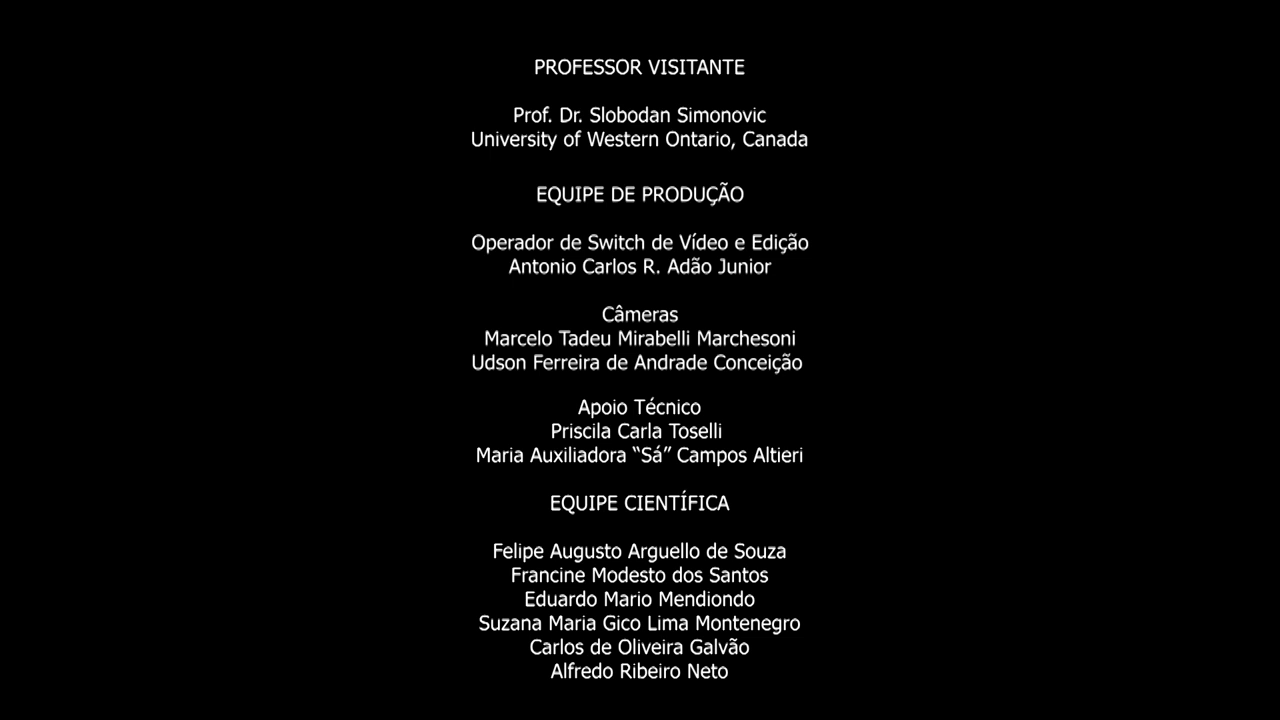 PROFESSOR VISITANTE
Prof. Dr. Slobodan Simonovic
University of Western Ontario, Canada
EQUIPE DE PRODUÇÃO
Operador de Switch de Vídeo e Edição
Antonio Carlos R. Adão Junior
Câmeras
Marcelo Tadeu Mirabelli Marchesoni
Udson Ferreira de Andrade Conceição
Apoio Técnico
Priscila Carla Toselli
Maria Auxiliadora “Sá” Campos Altieri
EQUIPE CIENTÍFICA
Felipe Augusto Arguello de Souza
Francine Modesto dos Santos
Eduardo Mario Mendiondo
Suzana Maria Gico Lima Montenegro
Carlos de Oliveira Galvão
Alfredo Ribeiro Neto